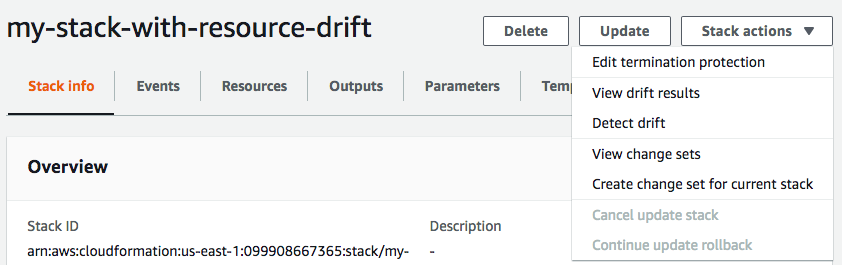 my-stack-with-resource-drift
Delete
Update
Stack actions
Stack info
Events
Resources
Outputs
Parameters
Edit termination protection
View drift results
Detect drift
View change sets
Create change set for current stack
Cancel update stack
Continue update rollback
Overview
Stack ID
Description
arn:aws:cloudformation:us-east-1:099908667365:stack/my-
-